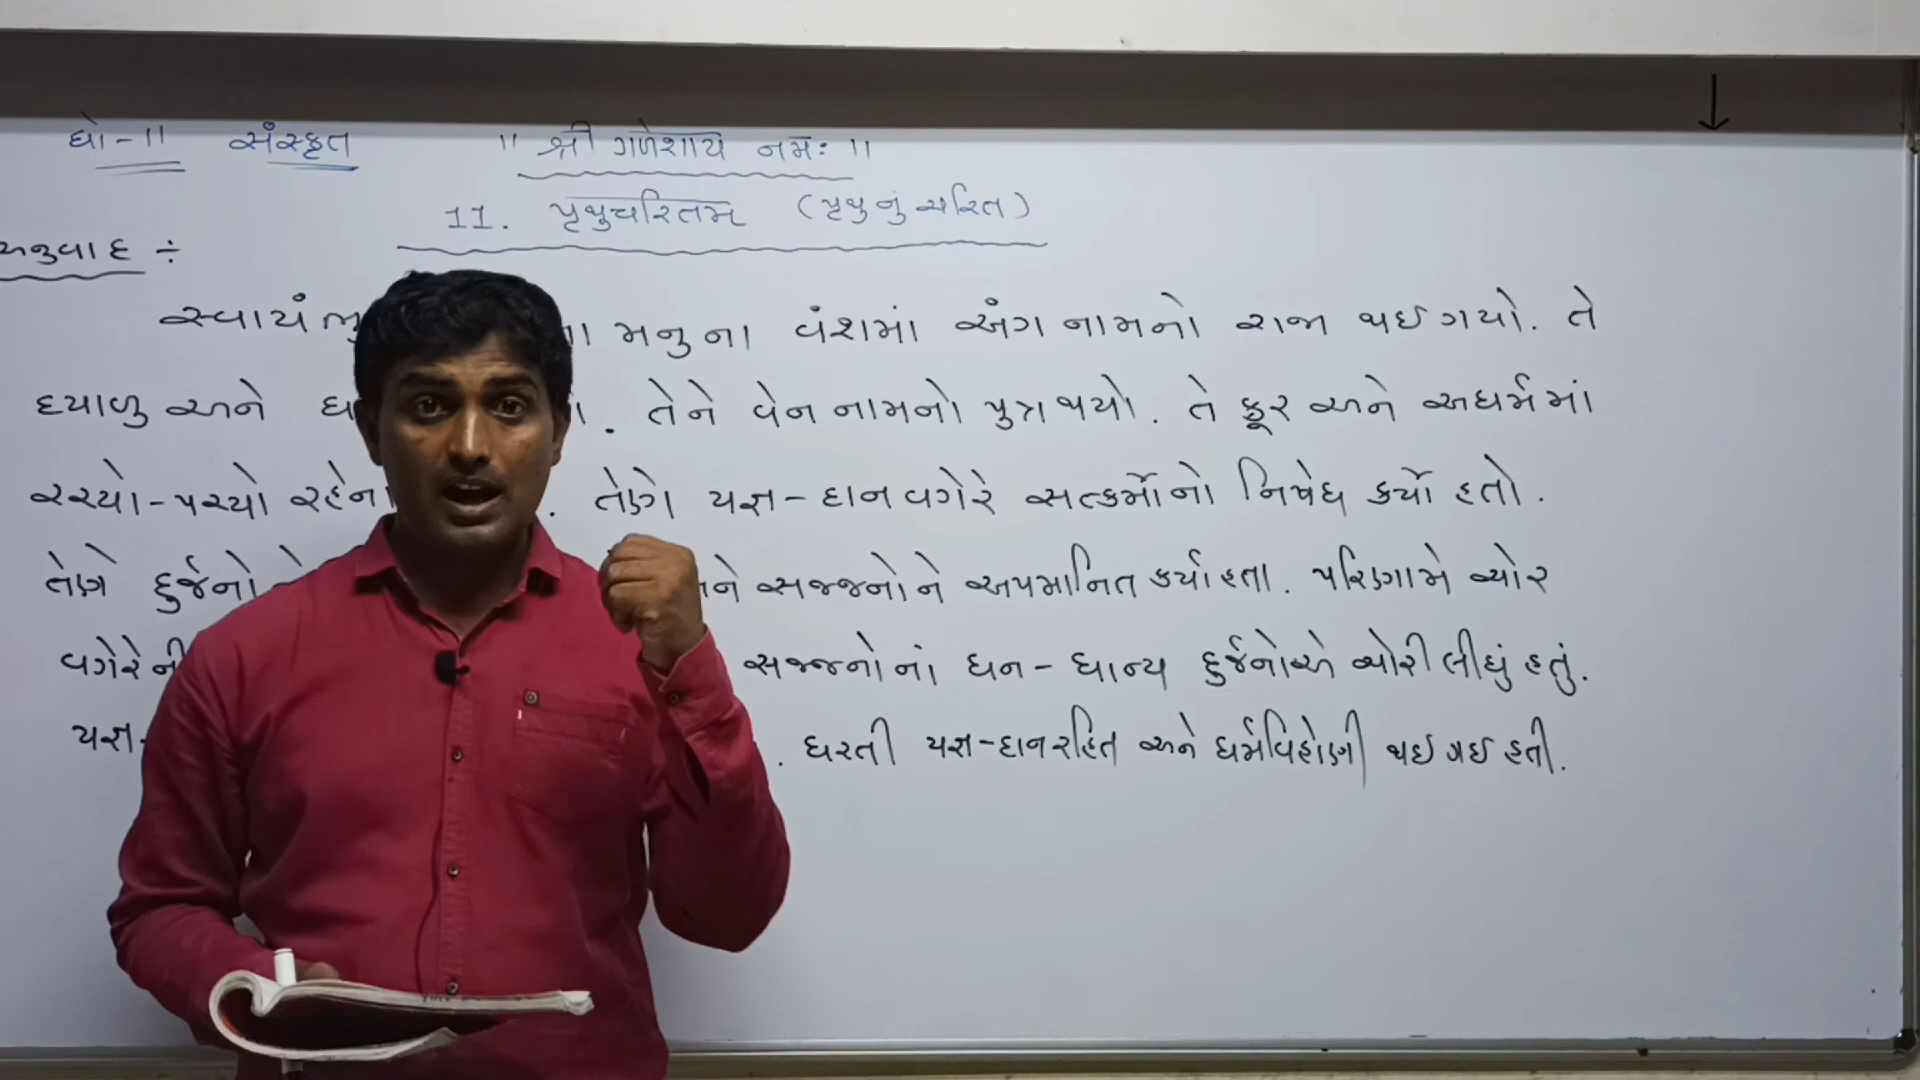 ધો-11 સંસ્કૃત "શ્રી ગણેશાય નમઃ"
11. પૃથુચરિતમ્ (પૃથુનું ચરિત)
અનુવાદ ÷
મનુના વંશમાં અંગ નામનો રાજા થઈ ગયો. તે
દયાળુ અને . તેને વેન નામનો પુત્ર થયો. તે ક્રૂર અને અધર્મમાં
રચ્યો-પચ્યો . તેણે યજ્ઞ-દાન વગેરે સત્કર્મોનો નિષેધ કર્યો હતો.
તેણે દુર્જનો સજ્જનોને અપમાનિત કર્યા હતા. પરિણામે ચોર
વગેરેની સજ્જનોનાં ધન-ધાન્ય દુર્જનોએ ચોરી લીધું હતું.
યજ્ઞ- . ધરતી યજ્ઞ-દાનરહિત અને ધર્મવિહોણી થઈ ગઈ હતી.